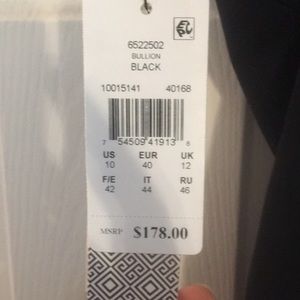 6522502
BULLION
BLACK
10015141 40168
7 54509 41913 8
US EUR UK
10 40 12
F/E IT RU
42 44 46
MSRP $178.00